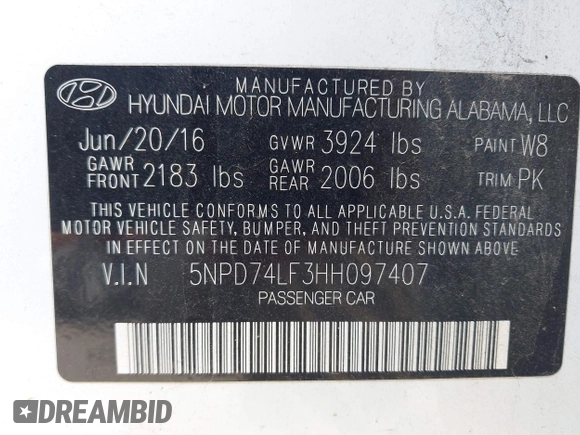 MANUFACTURED BY
HYUNDAI MOTOR MANUFACTURING ALABAMA, LLC
Jun/20/16 GVWR 3924 lbs PAINT W8
GAWR FRONT 2183 lbs GAWR REAR 2006 lbs TRIM PK
THIS VEHICLE CONFORMS TO ALL APPLICABLE U.S.A. FEDERAL
MOTOR VEHICLE SAFETY, BUMPER, AND THEFT PREVENTION STANDARDS
IN EFFECT ON THE DATE OF MANUFACTURE SHOWN ABOVE.
V.I.N 5NPD74LF3HH097407
PASSENGER CAR
DREAMBID